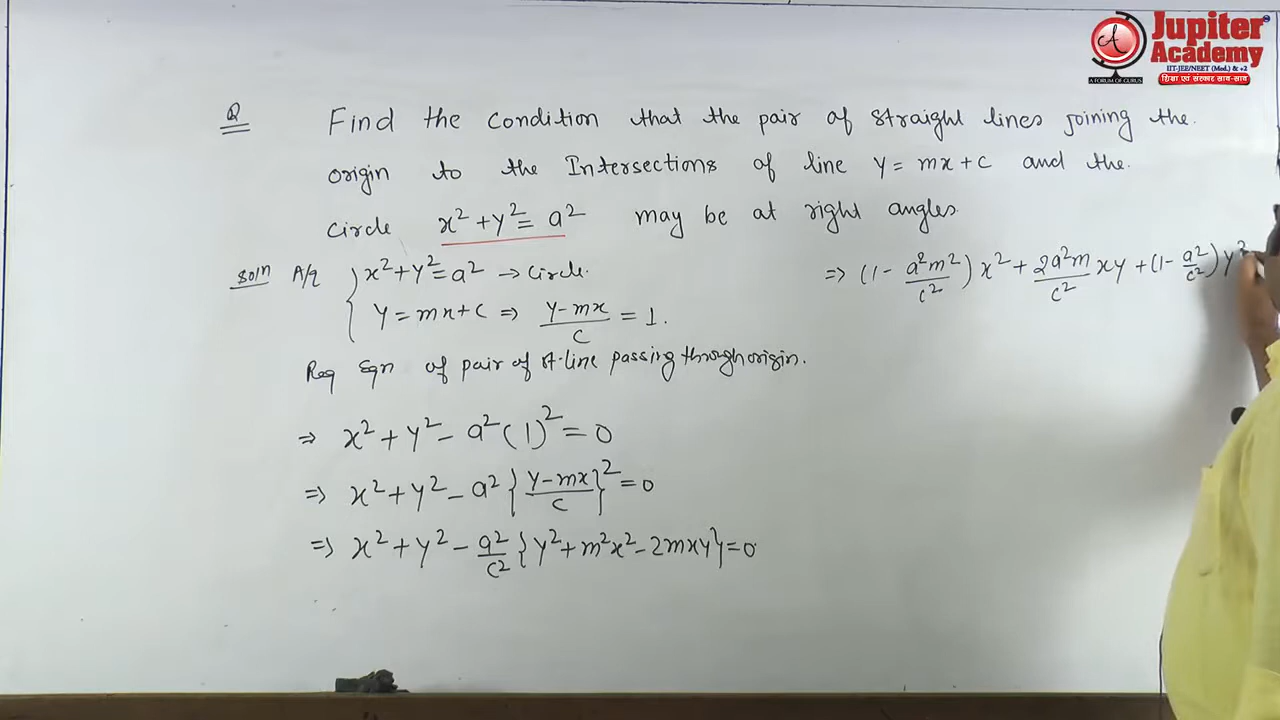 Jupiter
Academy
IIT-JEE/NEET (Med.) & +2
शिक्षा एवं संस्कार साथ-साथ
A FORUM OF GURUS
Q Find the condition that the pair of straight lines joining the
origin to the Intersections of line y = mx + c and the
circle x² + y² = a² may be at right angles.
Soln A/q x² + y² = a² → Circle.
y = mx + c ⇒ (y - mx)/c = 1.
Req Eqn of pair of st. line passing through origin.
⇒ x² + y² - a² (1)² = 0
⇒ x² + y² - a² {(y - mx)/c}² = 0
⇒ x² + y² - a²/c² {y² + m²x² - 2mxy} = 0
⇒ (1 - a²m²/c²) x² + 2a²m/c² xy + (1 - a²/c²) y²